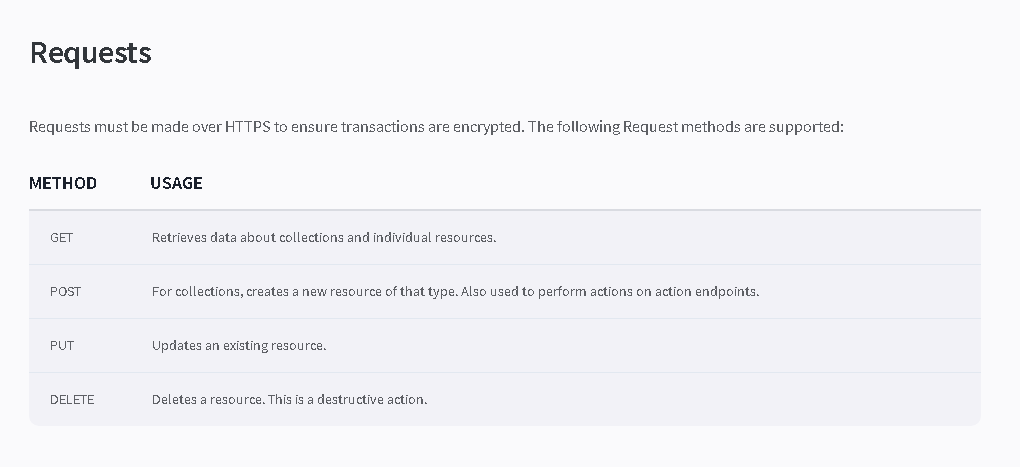 Requests
Requests must be made over HTTPS to ensure transactions are encrypted. The following Request methods are supported:
METHOD USAGE
GET Retrieves data about collections and individual resources.
POST For collections, creates a new resource of that type. Also used to perform actions on action endpoints.
PUT Updates an existing resource.
DELETE Deletes a resource. This is a destructive action.